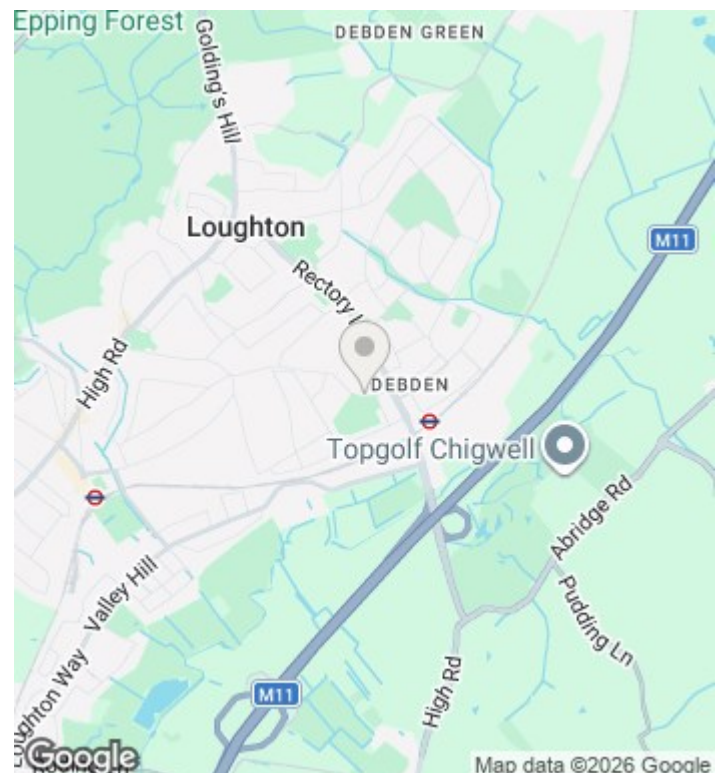 Epping Forest
DEBDEN GREEN
Golding's Hill
M11
Loughton
Rectory
High Rd
DEBDEN
Topgolf Chigwell
Abridge Rd
Valley Hill
Pudding Ln
Loughton Way
High Rd
M11
Google
Map data ©2026 Google